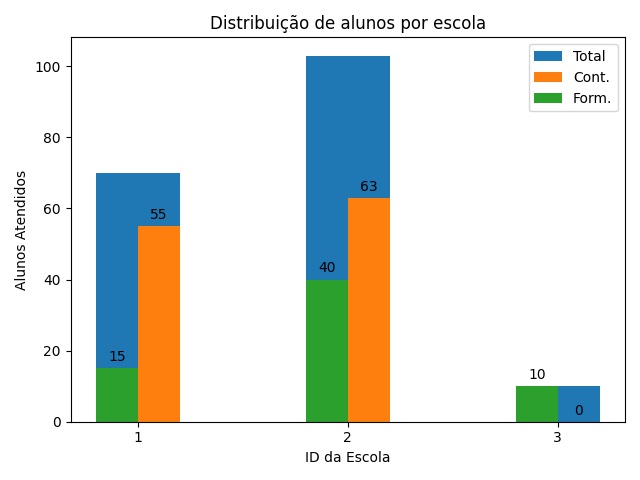 Distribuição de alunos por escola
Total
Cont.
Form.
Alunos Atendidos
100
80
60
40
20
0
15
55
40
63
10
0
1
2
3
ID da Escola